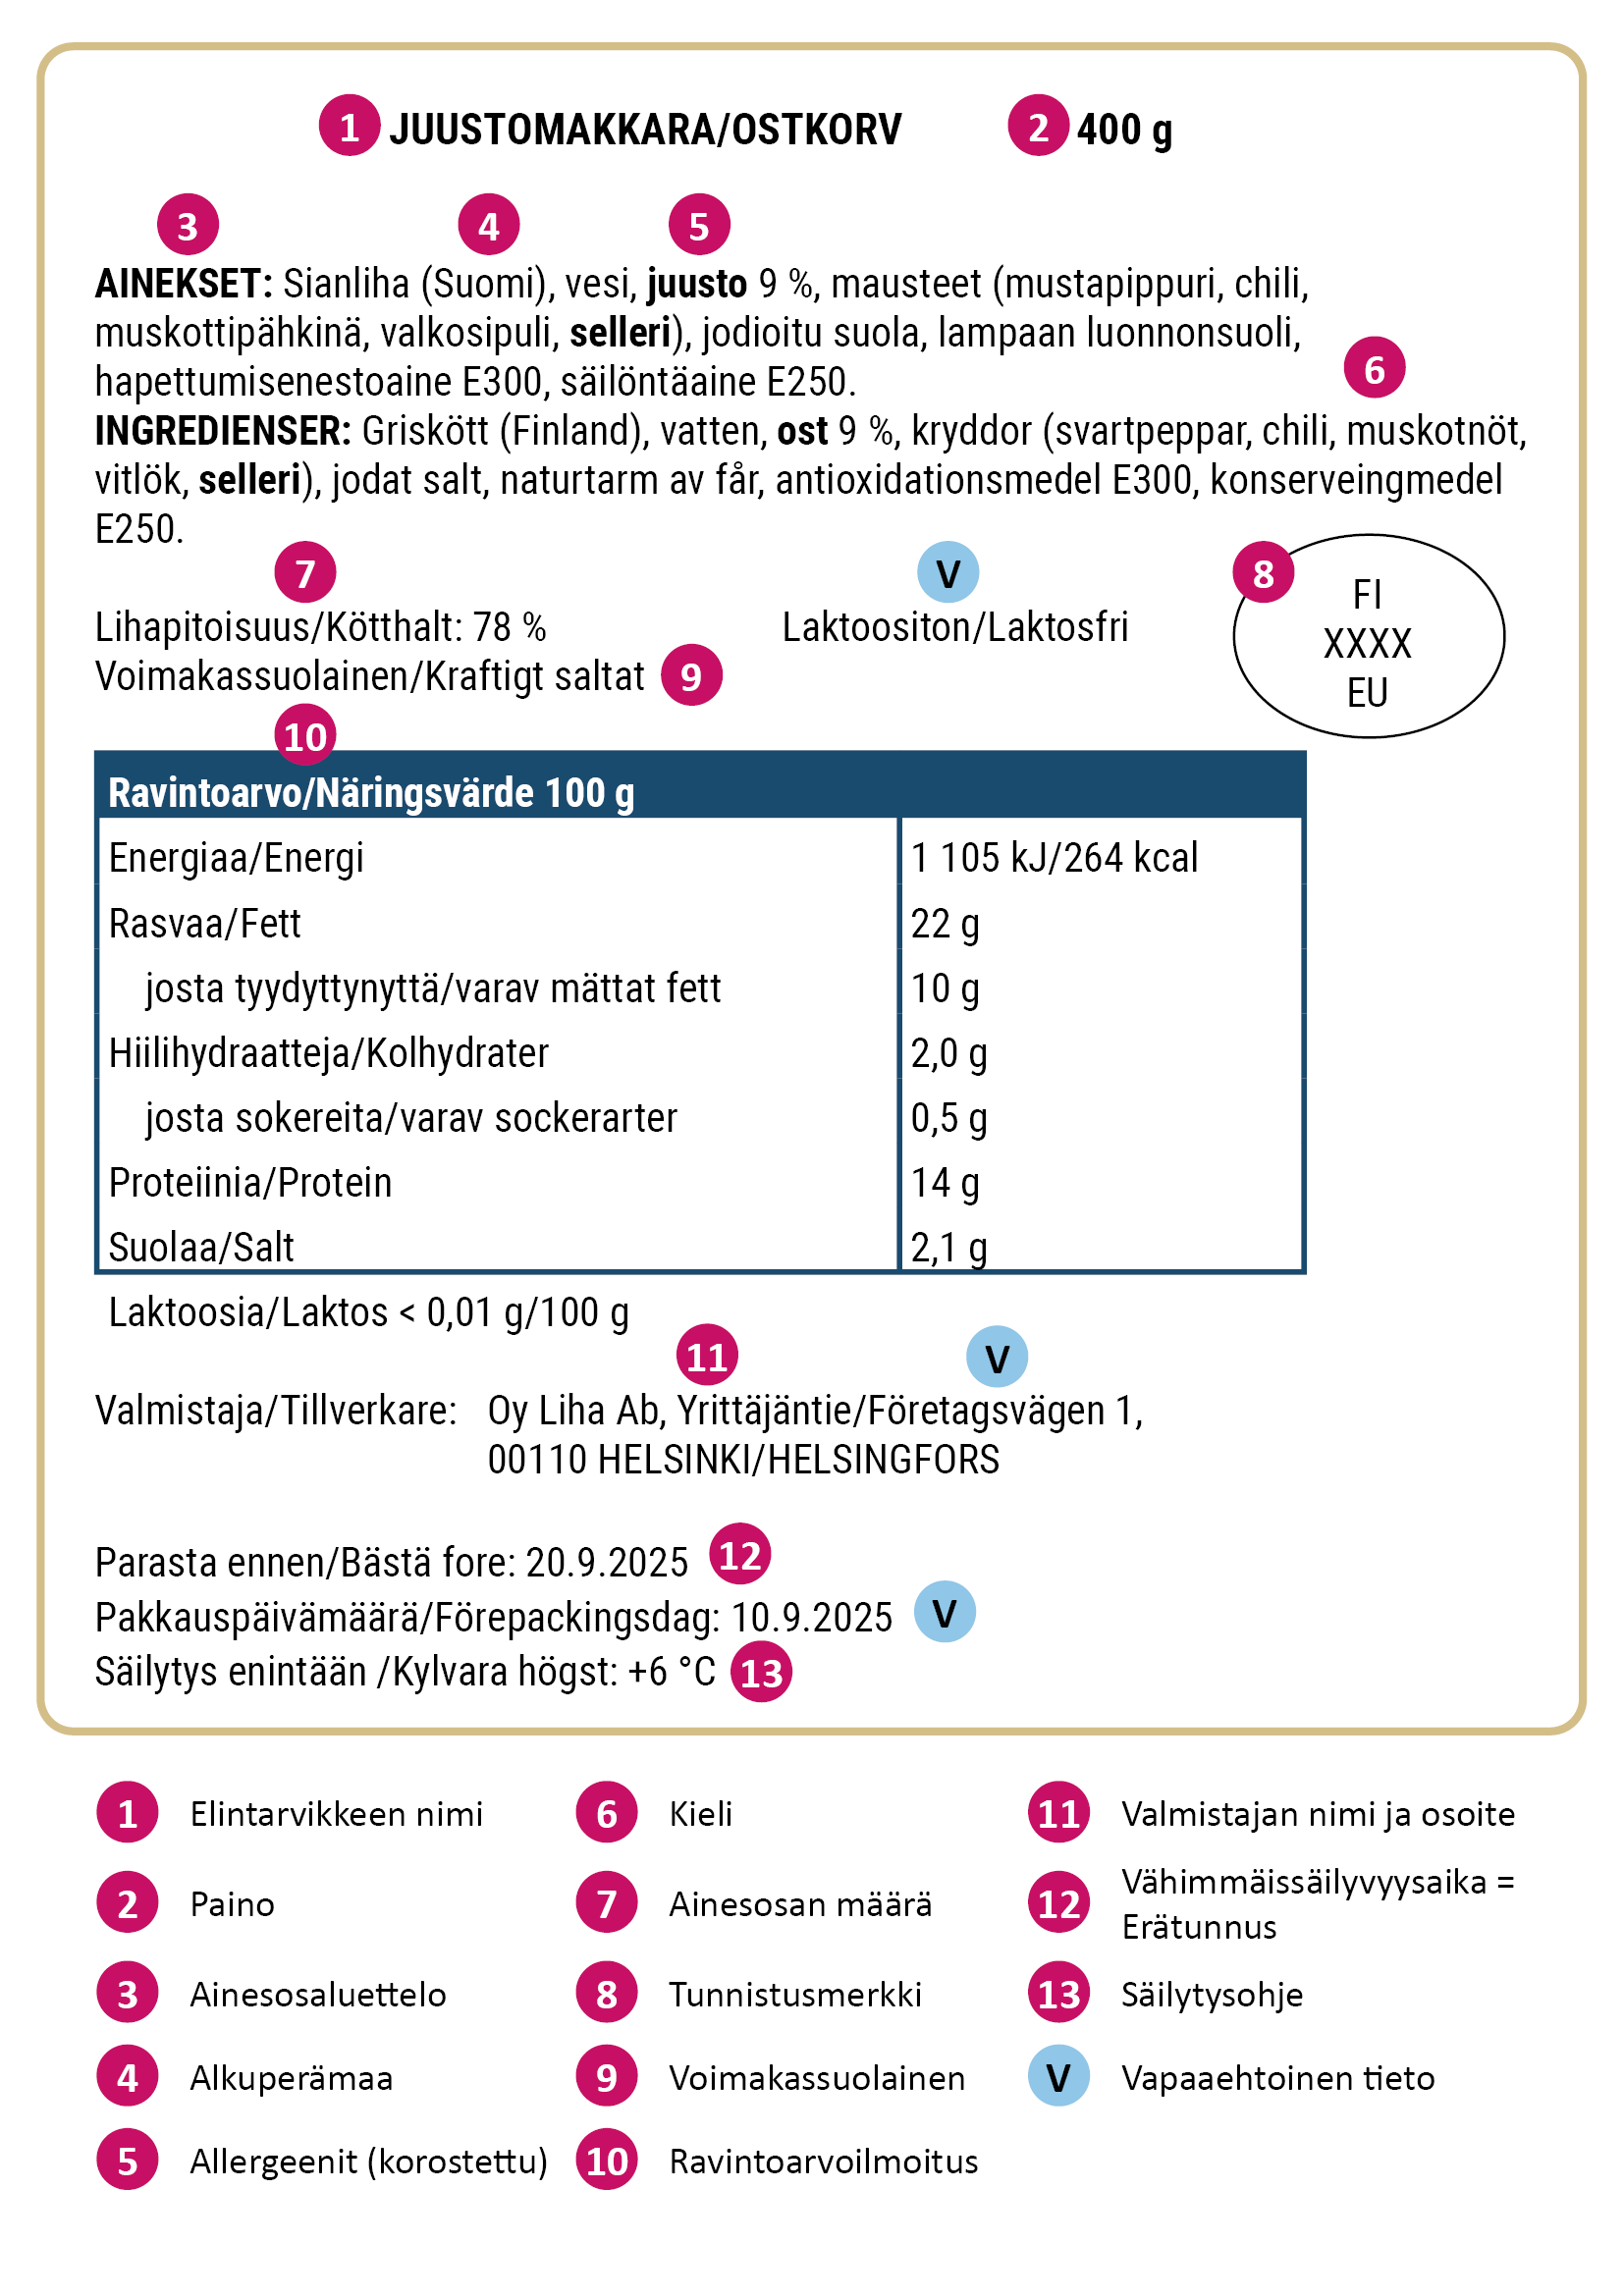 1 JUUSTOMAKKARA/OSTKORV 2 400 g
3 4 5
AINEKSET: Sianliha (Suomi), vesi, juusto 9 %, mausteet (mustapippuri, chili,
muskottipähkinä, valkosipuli, selleri), jodioitu suola, lampaan luonnonsuoli,
6
hapettumisenestoaine E300, säilöntäaine E250.
INGREDIENSER: Griskött (Finland), vatten, ost 9 %, kryddor (svartpeppar, chili, muskotnöt,
vitlök, selleri), jodat salt, naturtarm av får, antioxidationsmedel E300, konserveingmedel
E250.
7 V 8
Lihapitoisuus/Kötthalt: 78 % Laktoositon/Laktosfri
Voimakassuolainen/Kraftigt saltat 9
FI
XXXX
EU
10
Ravintoarvo/Näringsvärde 100 g
Energiaa/Energi 1 105 kJ/264 kcal
Rasvaa/Fett 22 g
josta tyydyttynyttä/varav mättat fett 10 g
Hiilihydraatteja/Kolhydrater 2,0 g
josta sokereita/varav sockerarter 0,5 g
Proteiinia/Protein 14 g
Suolaa/Salt 2,1 g
Laktoosia/Laktos < 0,01 g/100 g
11 V
Valmistaja/Tillverkare: Oy Liha Ab, Yrittäjäntie/Företagsvägen 1,
00110 HELSINKI/HELSINGFORS
Parasta ennen/Bästa fore: 20.9.2025 12
Pakkauspäivämäärä/Förepackingsdag: 10.9.2025 V
Säilytys enintään /Kylvara högst: +6 °C 13
1 Elintarvikkeen nimi
2 Paino
3 Ainesosaluettelo
4 Alkuperämaa
5 Allergeenit (korostettu)
6 Kieli
7 Ainesosan määrä
8 Tunnistusmerkki
9 Voimakassuolainen
10 Ravintoarvoilmoitus
11 Valmistajan nimi ja osoite
12 Vähimmäissäilyvyysaika =
Erätunnus
13 Säilytysohje
V Vapaaehtoinen tieto